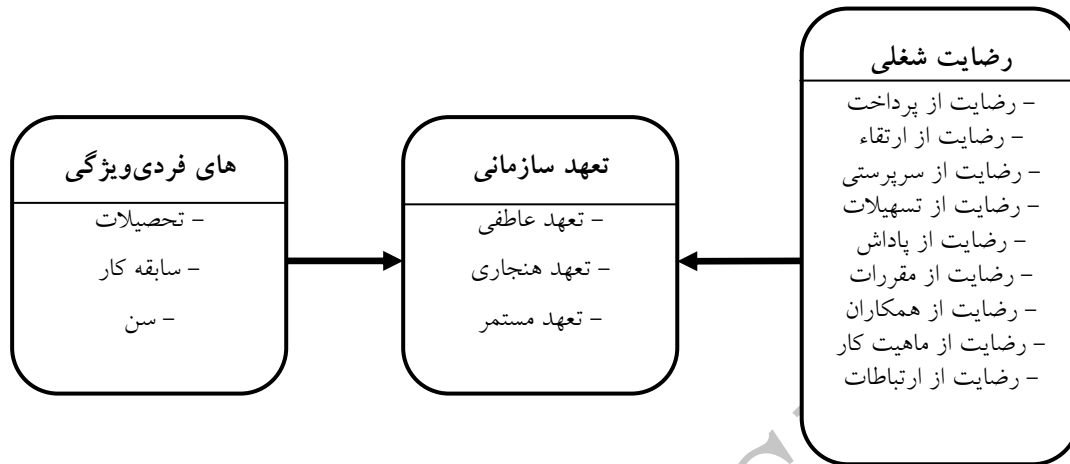 رضایت شغلی
- رضایت از پرداخت
- رضایت از ارتقاء
- رضایت از سرپرستی
- رضایت از تسهیلات
- رضایت از پاداش
- رضایت از مقررات
- رضایت از همکاران
- رضایت از ماهیت کار
- رضایت از ارتباطات
تعهد سازمانی
- تعهد عاطفی
- تعهد هنجاری
- تعهد مستمر
های فردی‌ویژگی
- تحصیلات
- سابقه کار
- سن